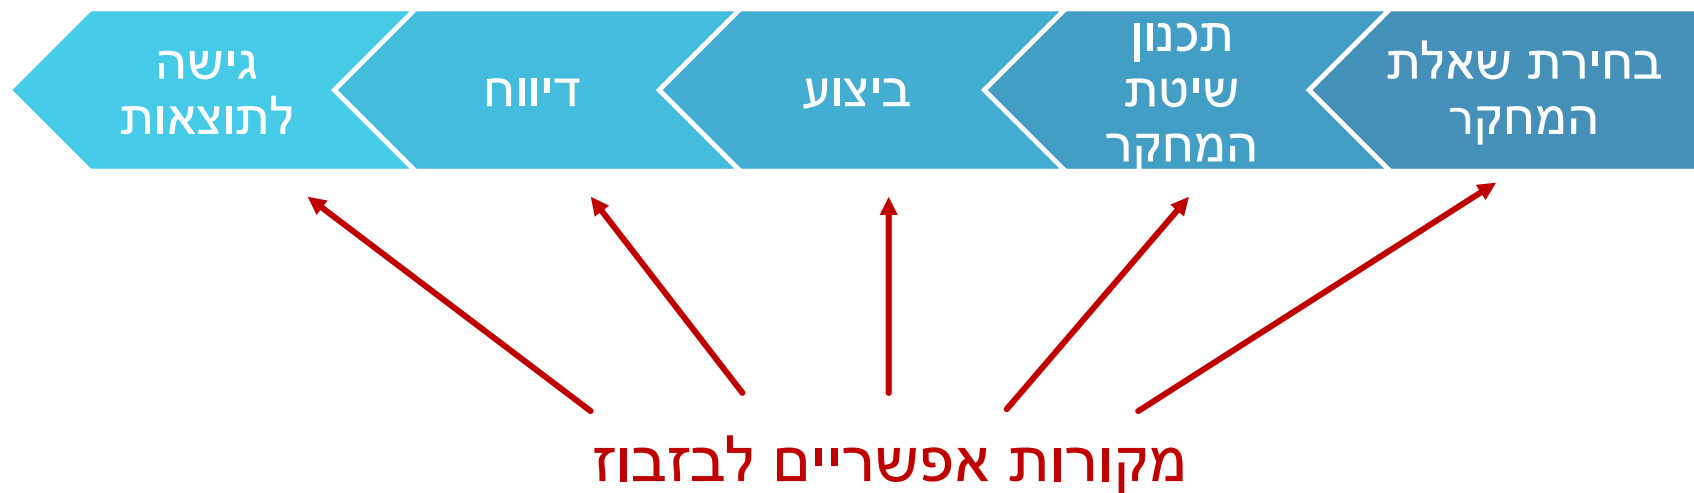 בחירת שאלת
המחקר
תכנון
שיטת
המחקר
ביצוע
דיווח
גישה
לתוצאות
מקורות אפשריים לבזבוז